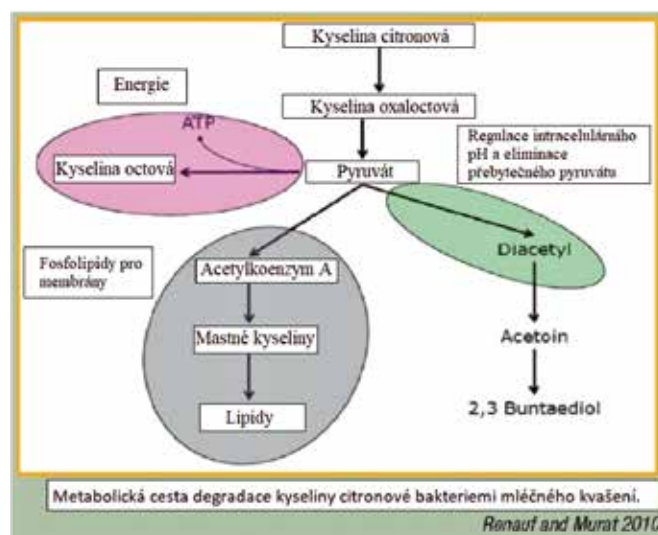 Kyselina citronová
Energie
Kyselina oxaloctová
ATP
Kyselina octová
Pyruvát
Regulace intracelulárního
pH a eliminace
přebytečného pyruvátu
Diacetyl
Fosfolipidy pro
membrány
Acetylkoenzym A
Mastné kyseliny
Acetoin
Lipidy
2,3 Buntaediol
Metabolická cesta degradace kyseliny citronové bakteriemi mléčného kvašení.
Renauf and Murat 2010